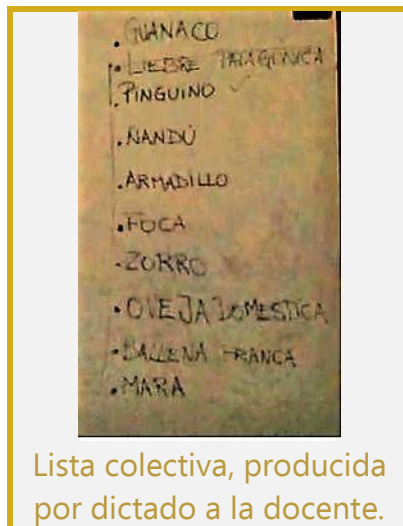 . GUANACO
• LIEBRE PATAGÓNICA
. PINGUINO ✓
. ÑANDÚ
. ARMADILLO
. FOCA
. ZORRO
• OVEJA DOMESTICA
• BALLENA FRANCA
. MARA
Lista colectiva, producida
por dictado a la docente.